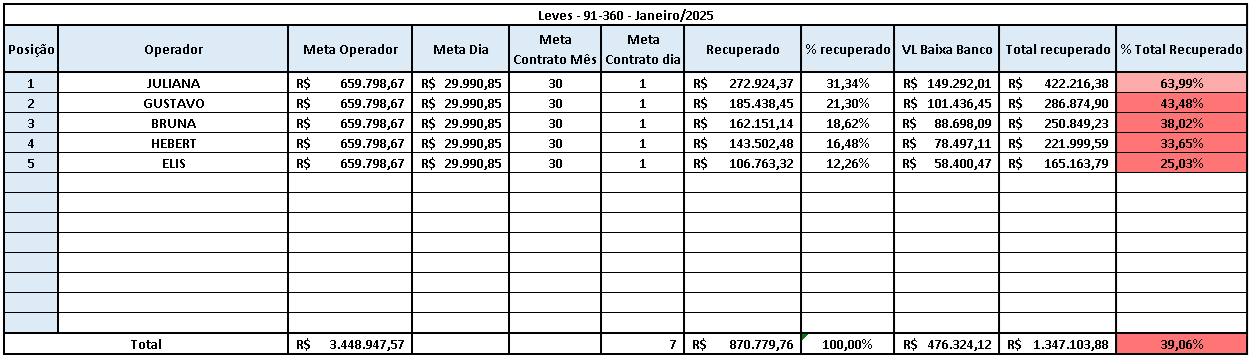 Leves - 91-360 - Janeiro/2025
Posição Operador Meta Operador Meta Dia Meta Contrato Mês Meta Contrato dia Recuperado % recuperado VL Baixa Banco Total recuperado % Total Recuperado
1 JULIANA R$ 659.798,67 R$ 29.990,85 30 1 R$ 272.924,37 31,34% R$ 149.292,01 R$ 422.216,38 63,99%
2 GUSTAVO R$ 659.798,67 R$ 29.990,85 30 1 R$ 185.438,45 21,30% R$ 101.436,45 R$ 286.874,90 43,48%
3 BRUNA R$ 659.798,67 R$ 29.990,85 30 1 R$ 162.151,14 18,62% R$ 88.698,09 R$ 250.849,23 38,02%
4 HEBERT R$ 659.798,67 R$ 29.990,85 30 1 R$ 143.502,48 16,48% R$ 78.497,11 R$ 221.999,59 33,65%
5 ELIS R$ 659.798,67 R$ 29.990,85 30 1 R$ 106.763,32 12,26% R$ 58.400,47 R$ 165.163,79 25,03%
Total R$ 3.448.947,57 7 R$ 870.779,76 100,00% R$ 476.324,12 R$ 1.347.103,88 39,06%